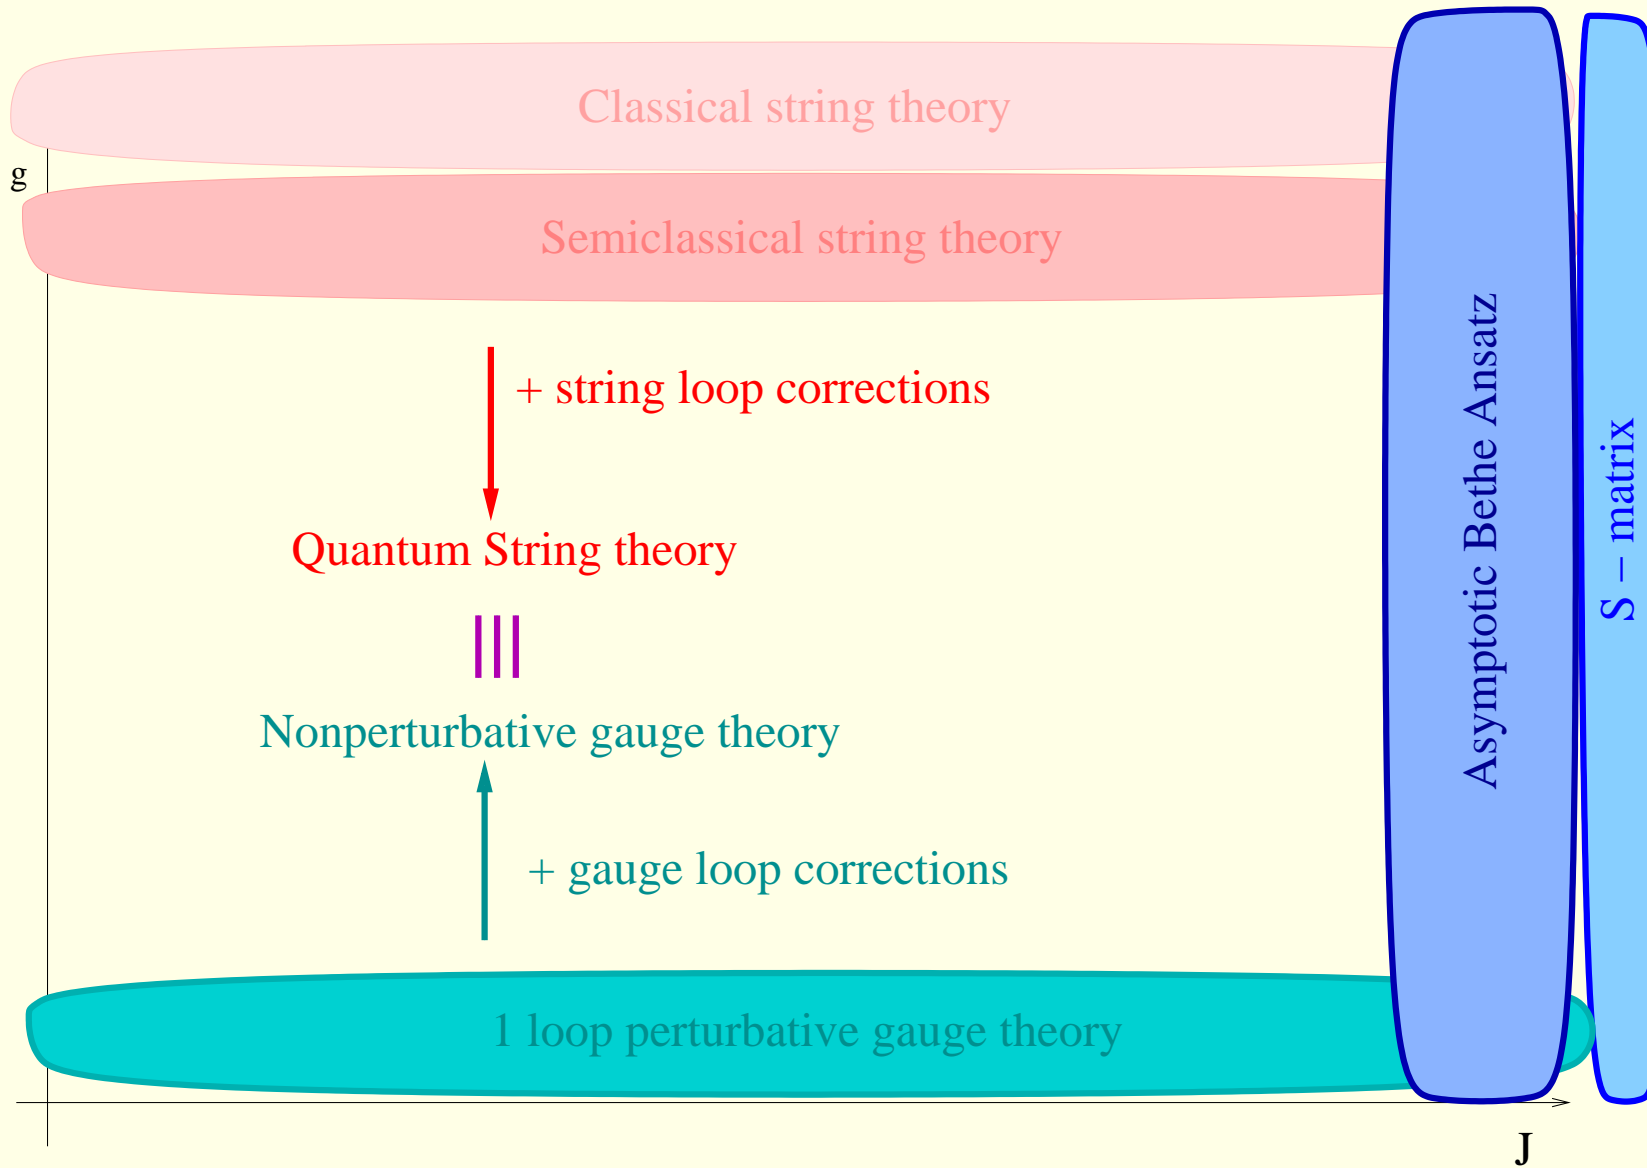 Classical string theory
g
Semiclassical string theory
+ string loop corrections
Quantum String theory
Nonperturbative gauge theory
+ gauge loop corrections
1 loop perturbative gauge theory
J
Asymptotic Bethe Ansatz
S – matrix